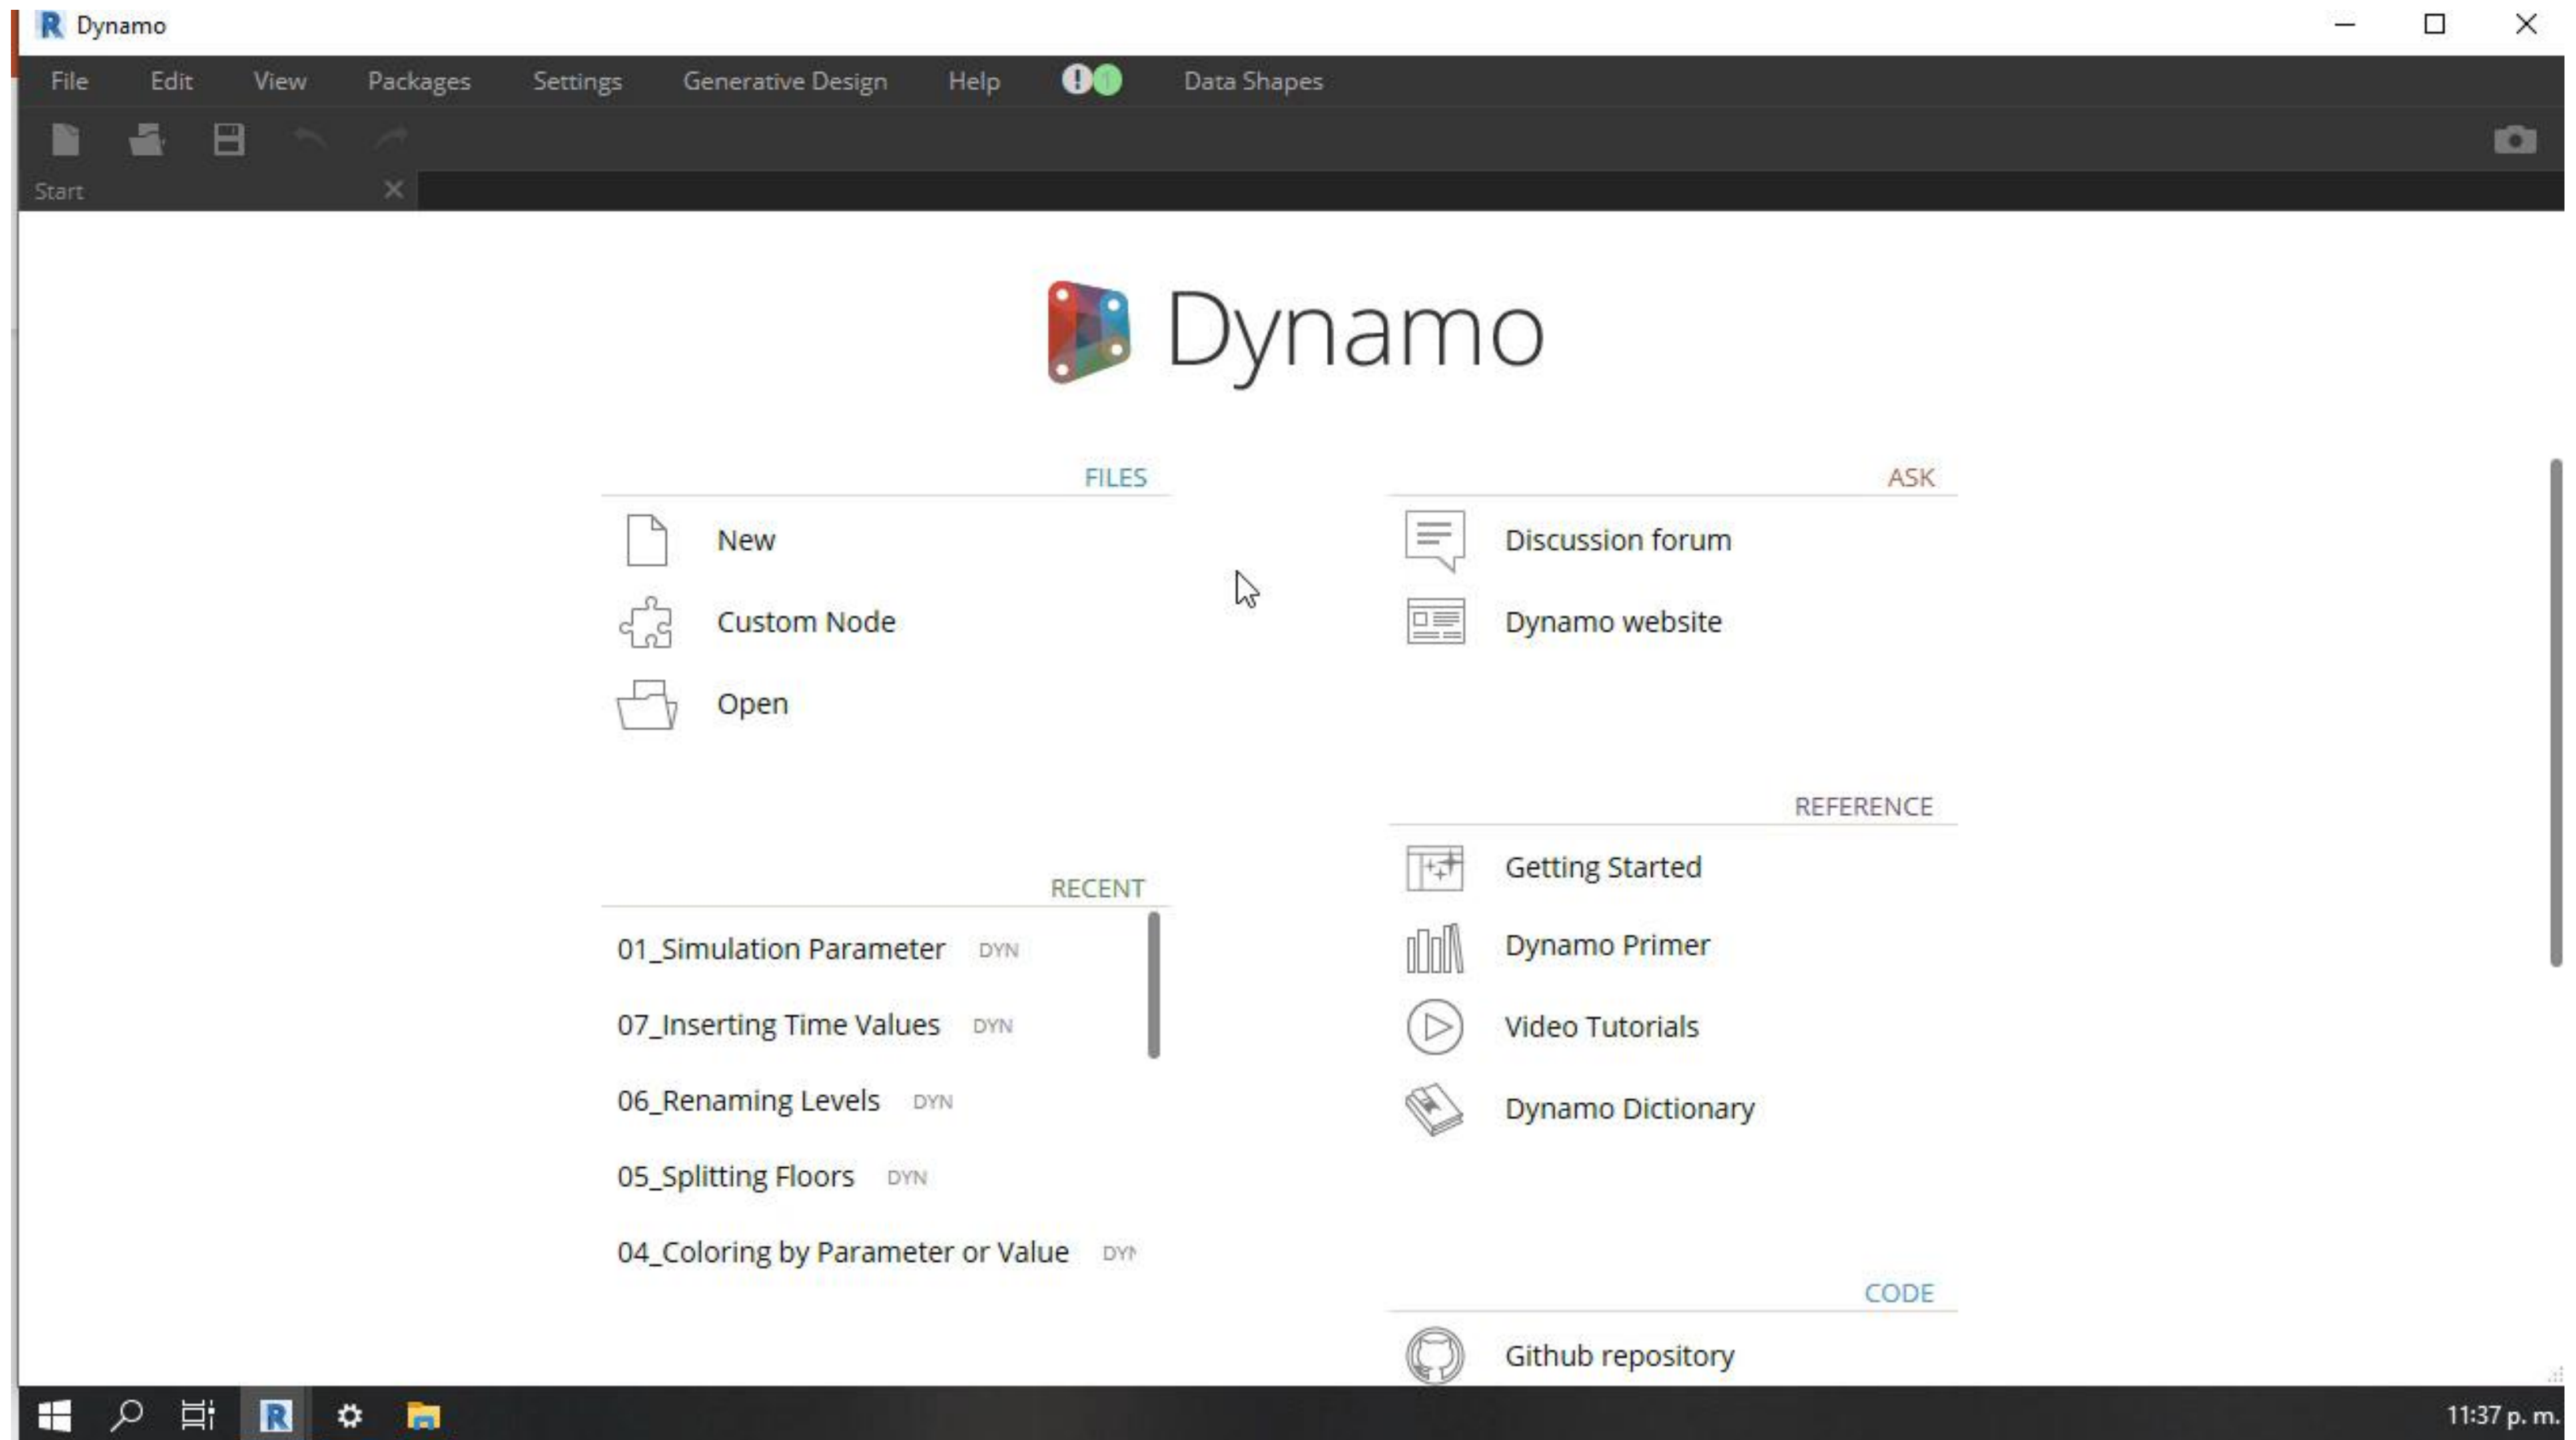 Dynamo
File Edit View Packages Settings Generative Design Help Data Shapes
Start
Dynamo
FILES
New
Custom Node
Open
RECENT
01_Simulation Parameter DYN
07_Inserting Time Values DYN
06_Renaming Levels DYN
05_Splitting Floors DYN
04_Coloring by Parameter or Value DYN
ASK
Discussion forum
Dynamo website
REFERENCE
Getting Started
Dynamo Primer
Video Tutorials
Dynamo Dictionary
CODE
Github repository
11:37 p. m.